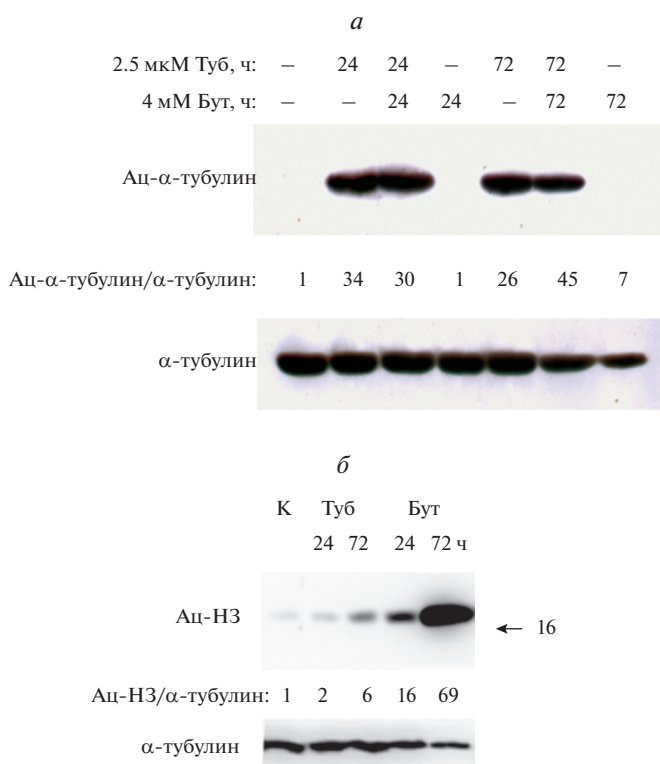 а
2.5 мкМ Туб, ч: – 24 24 – 72 72 –
4 мМ Бут, ч: – – 24 24 – 72 72
Ац-α-тубулин
Ац-α-тубулин/α-тубулин: 1 34 30 1 26 45 7
α-тубулин
б
К Туб Бут
24 72 24 72 ч
Ац-Н3
← 16
Ац-Н3/α-тубулин: 1 2 6 16 69
α-тубулин